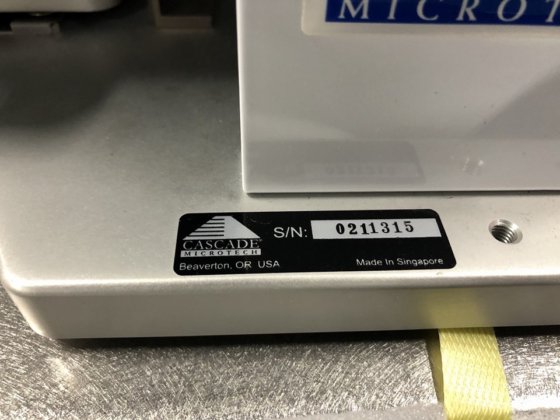 MICROT
CASCADE®
MICROTECH
S/N: 0211315
Beaverton, OR USA
Made In Singapore